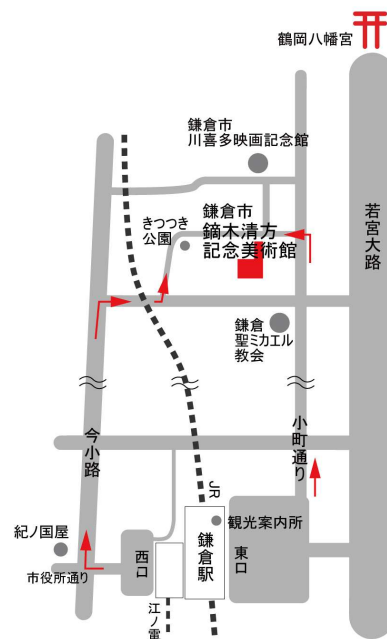 鶴岡八幡宮
鎌倉市
川喜多映画記念館
きつつき
公園
鎌倉市
鏑木清方
記念美術館
若宮大路
鎌倉
聖ミカエル
教会
小町通り
今小路
JR
紀ノ国屋
観光案内所
西口
鎌倉駅
東口
市役所通り
江ノ電